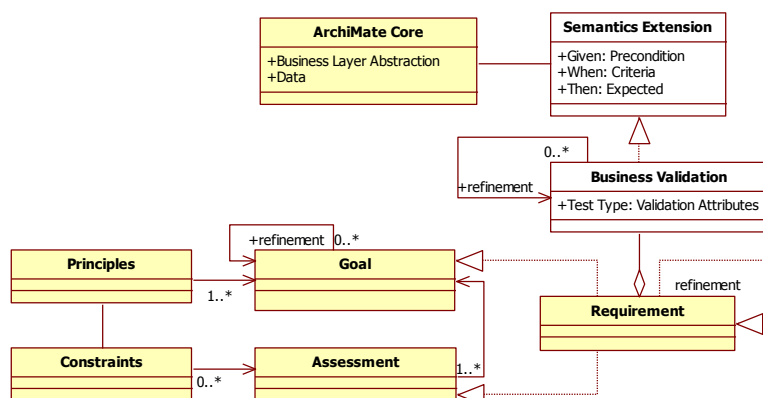 ArchiMate Core
+Business Layer Abstraction
+Data
Semantics Extension
+Given: Precondition
+When: Criteria
+Then: Expected
0..*
+refinement
Business Validation
+Test Type: Validation Attributes
+refinement
0..*
Principles
1..*
Goal
refinement
Requirement
Constraints
0..*
Assessment
1..*